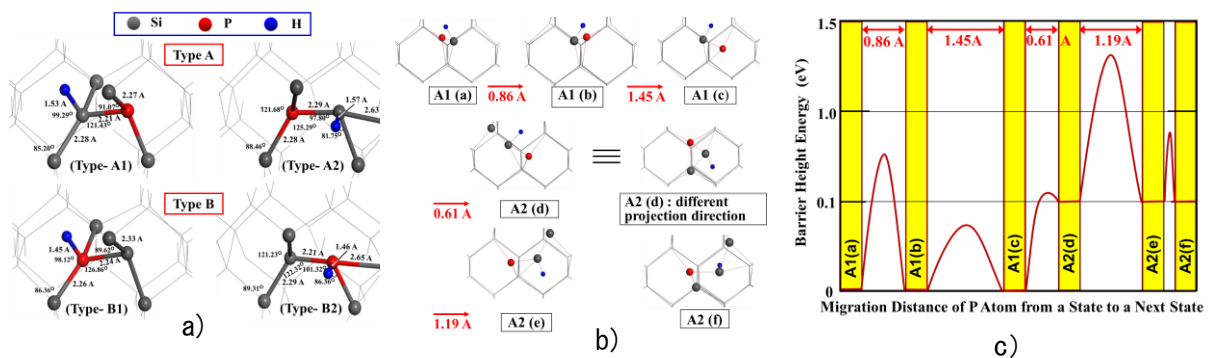 Si P H
Type A
2.27 A
1.53 A
91.07°
99.29°
2.21 A
121.43°
85.20°
2.28 A
(Type- A1)
1.57 A
121.68°
2.29 A
2.63
97.80°
125.29°
88.46°
2.28 A
81.75°
(Type- A2)
Type B
2.33 A
1.45 A
89.62°
98.12°
2.24 A
126.86°
86.36°
2.26 A
(Type- B1)
1.46 A
121.23°
2.21 A
2.65
122.52°
101.32°
89.31°
2.29 A
86.36°
(Type- B2)
a)
A1 (a)
0.86 A
A1 (b)
1.45 A
A1 (c)
0.61 A
A2 (d)
A2 (d) : different
projection direction
1.19 A
A2 (e)
A2 (f)
b)
Barrier Height Energy (eV)
1.5
1.0
0.1
0
0.86 A
1.45A
0.61 A
1.19A
A1(a)
A1(b)
A1(c)
A2(d)
A2(e)
A2(f)
Migration Distance of P Atom from a State to a Next State
c)